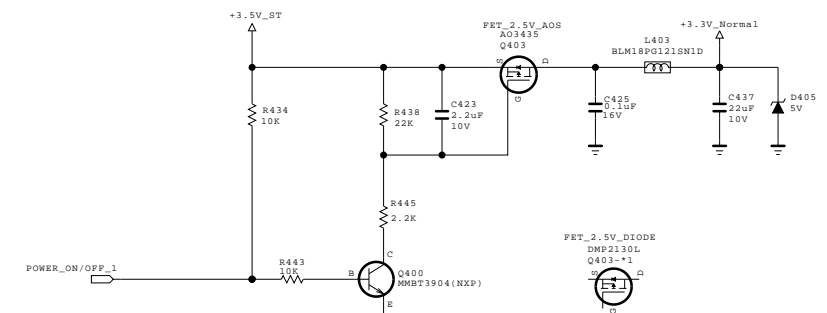 +3.5V_ST
FET_2.5V_AOS
AO3435
Q403
+3.3V_Normal
L403
BLM18PG121SN1D
S
D
G
R434
10K
R438
22K
C423
2.2uF
10V
C425
0.1uF
16V
C437
22uF
10V
D405
5V
R445
2.2K
POWER_ON/OFF_1
R443
10K
B
C
E
Q400
MMBT3904(NXP)
FET_2.5V_DIODE
DMP2130L
Q403-*1
S
D
G